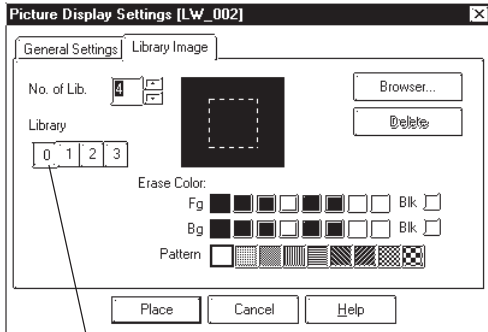 Picture Display Settings [LW_002]
General Settings Library Image
No. of Lib. 4 Browser...
Delete
Library
0 1 2 3
Erase Color:
Fg Blk
Bg Blk
Pattern
Place Cancel Help